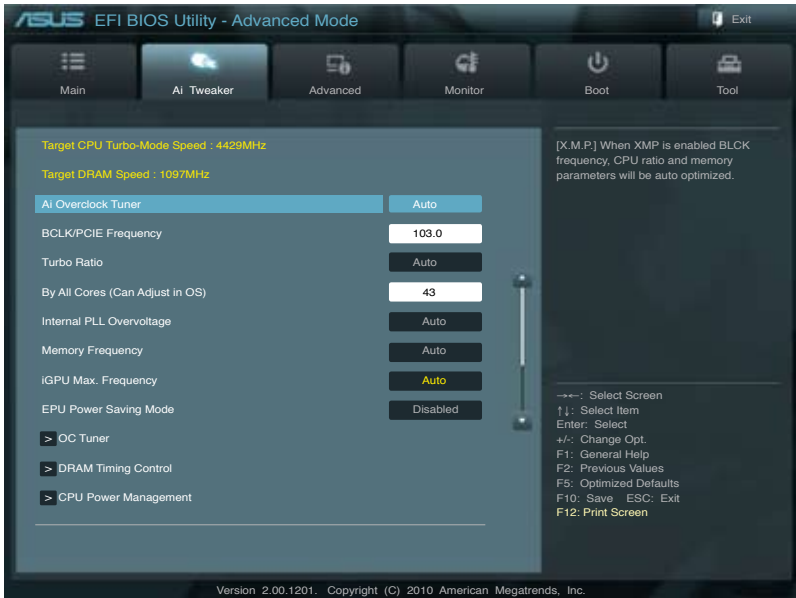 ASUS EFI BIOS Utility - Advanced Mode
Exit
Main
Ai Tweaker
Advanced
Monitor
Boot
Tool
Target CPU Turbo-Mode Speed : 4429MHz
Target DRAM Speed : 1097MHz
Ai Overclock Tuner Auto
BCLK/PCIE Frequency 103.0
Turbo Ratio Auto
By All Cores (Can Adjust in OS) 43
Internal PLL Overvoltage Auto
Memory Frequency Auto
iGPU Max. Frequency Auto
EPU Power Saving Mode Disabled
> OC Tuner
> DRAM Timing Control
> CPU Power Management
[X.M.P.] When XMP is enabled BLCK
frequency, CPU ratio and memory
parameters will be auto optimized.
→←: Select Screen
↑↓: Select Item
Enter: Select
+/-: Change Opt.
F1: General Help
F2: Previous Values
F5: Optimized Defaults
F10: Save ESC: Exit
F12: Print Screen
Version 2.00.1201. Copyright (C) 2010 American Megatrends, Inc.